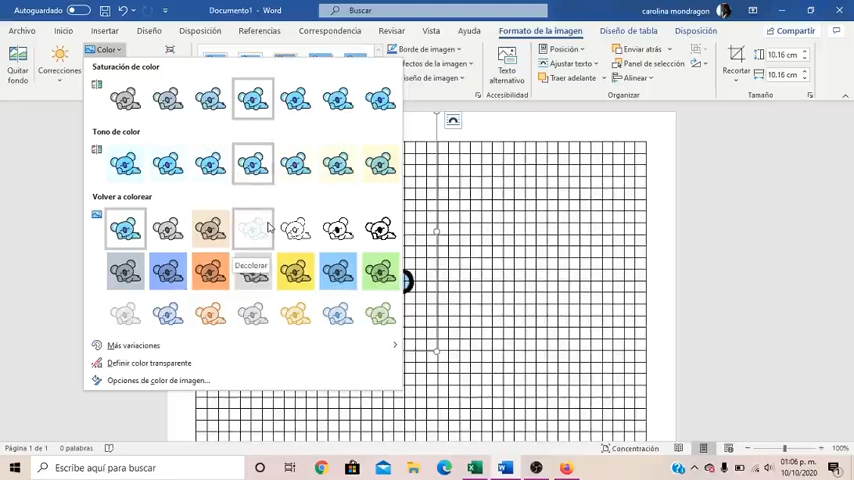 Autoguardado
Documento1 - Word
Buscar
carolina mondragon
Archivo
Inicio
Insertar
Diseño
Disposición
Referencias
Correspondencia
Revisar
Vista
Ayuda
Formato de la imagen
Diseño de tabla
Disposición
Compartir
Quitar fondo
Correcciones
Color
Borde de imagen
Texto alternativo
Accesibilidad
Posición
Ajustar texto
Traer adelante
Enviar atrás
Panel de selección
Alinear
Organizar
Recortar
10.16 cm
10.16 cm
Tamaño
Saturación de color
Tono de color
Volver a colorear
Decolorar
Más variaciones
Definir color transparente
Opciones de color de imagen...
Página 1 de 1
0 palabras
Concentración
100%
Escribe aquí para buscar
01:06 p. m.
10/10/2020